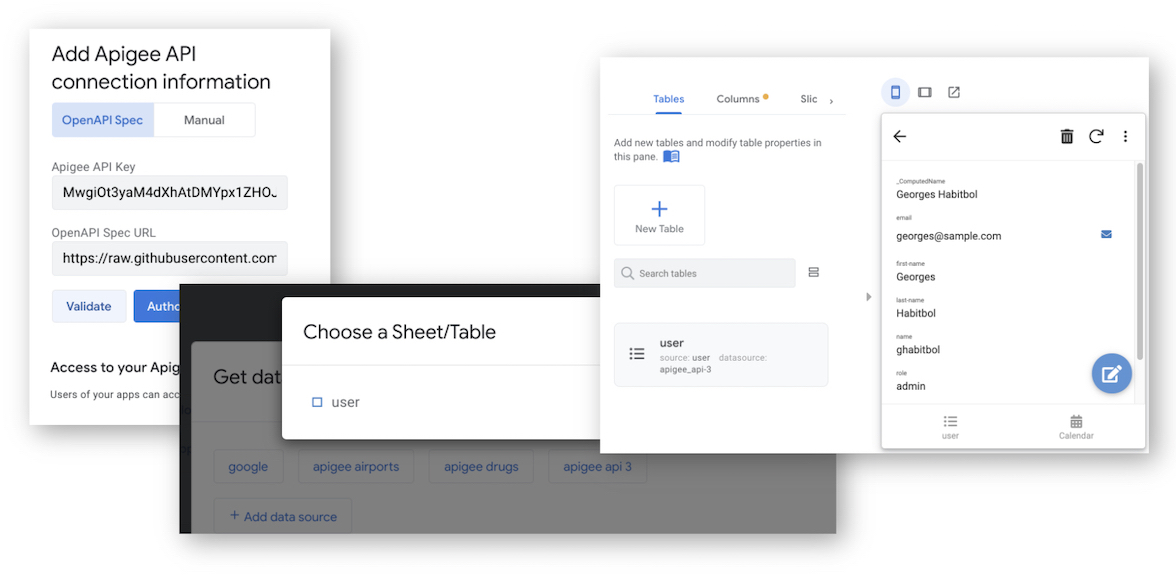 Add Apigee API
connection information
OpenAPI Spec
Manual
Apigee API Key
MwgiOt3yaM4dXhAtDMYpx1ZHO
OpenAPI Spec URL
https://raw.githubusercontent.com
Validate
Autho
Access to your Apig
Users of your apps can acc
Get dat
Choose a Sheet/Table
user
google
apigee airports
apigee drugs
apigee api 3
+ Add data source
Tables
Columns
Slic
Add new tables and modify table properties in
this pane.
New Table
Search tables
user
source: user datasource:
apigee_api-3
_ComputedName
Georges Habitbol
email
georges@sample.com
first-name
Georges
last-name
Habitbol
name
ghabitbol
role
admin
user
Calendar